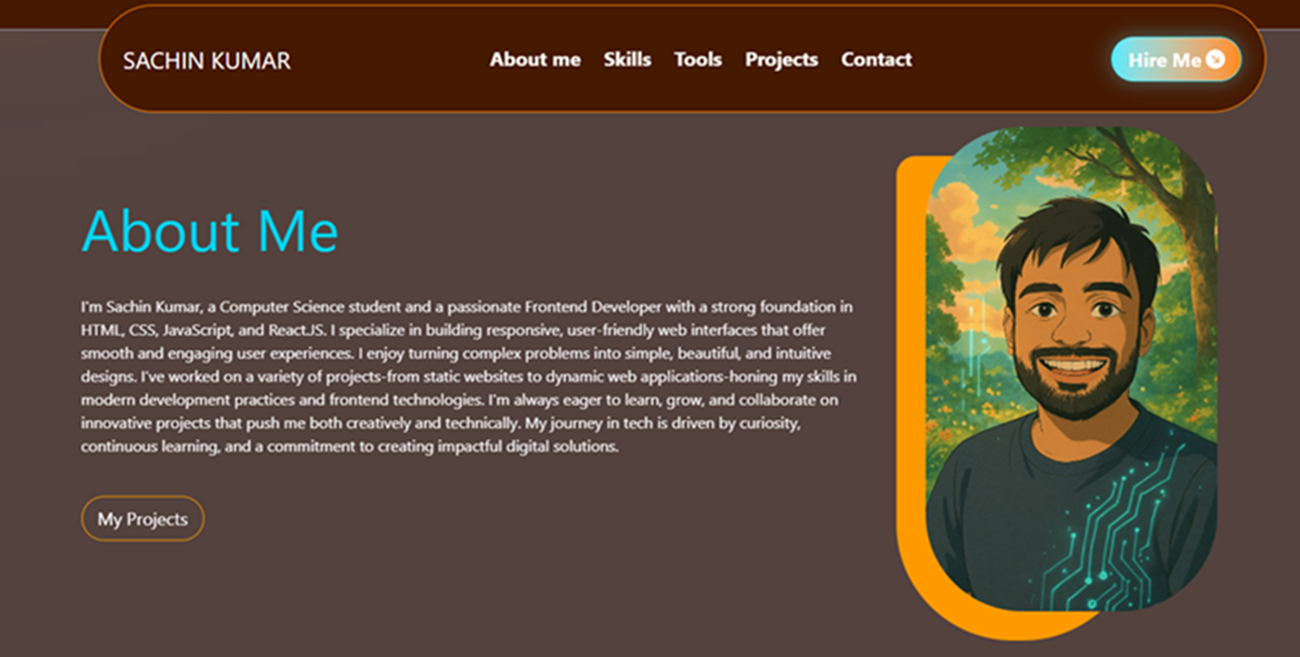 SACHIN KUMAR
About me Skills Tools Projects Contact
Hire Me
About Me
I'm Sachin Kumar, a Computer Science student and a passionate Frontend Developer with a strong foundation in
HTML, CSS, JavaScript, and ReactJS. I specialize in building responsive, user-friendly web interfaces that offer
smooth and engaging user experiences. I enjoy turning complex problems into simple, beautiful, and intuitive
designs. I've worked on a variety of projects-from static websites to dynamic web applications-honing my skills in
modern development practices and frontend technologies. I'm always eager to learn, grow, and collaborate on
innovative projects that push me both creatively and technically. My journey in tech is driven by curiosity,
continuous learning, and a commitment to creating impactful digital solutions.
My Projects